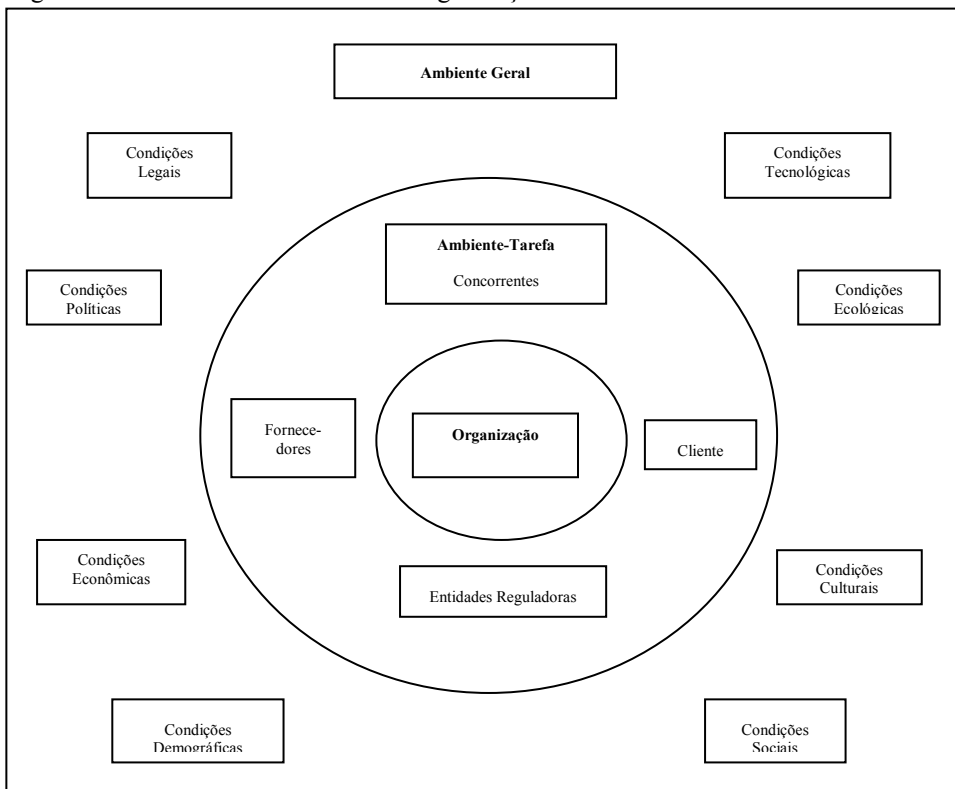 Ambiente Geral
Condições
Legais
Condições
Tecnológicas
Ambiente-Tarefa
Concorrentes
Condições
Políticas
Condições
Ecológicas
Fornece-
dores
Organização
Cliente
Condições
Econômicas
Entidades Reguladoras
Condições
Culturais
Condições
Demográficas
Condições
Sociais